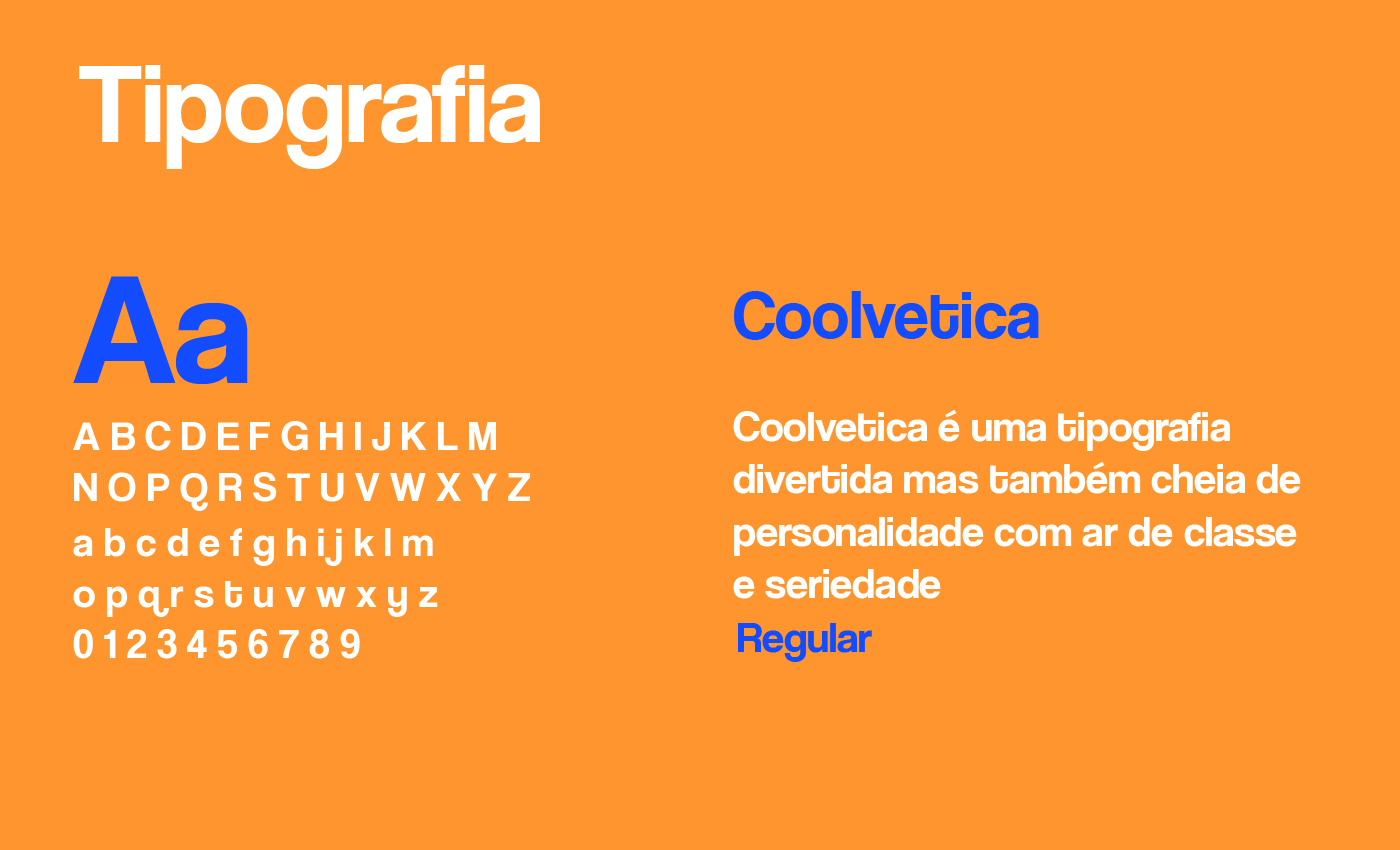 Tipografia
Aa
A B C D E F G H I J K L M
N O P Q R S T U V W X Y Z
a b c d e f g h i j k l m
o p q r s t u v w x y z
0 1 2 3 4 5 6 7 8 9
Coolvetica
Coolvetica é uma tipografia
divertida mas também cheia de
personalidade com ar de classe
e seriedade
Regular